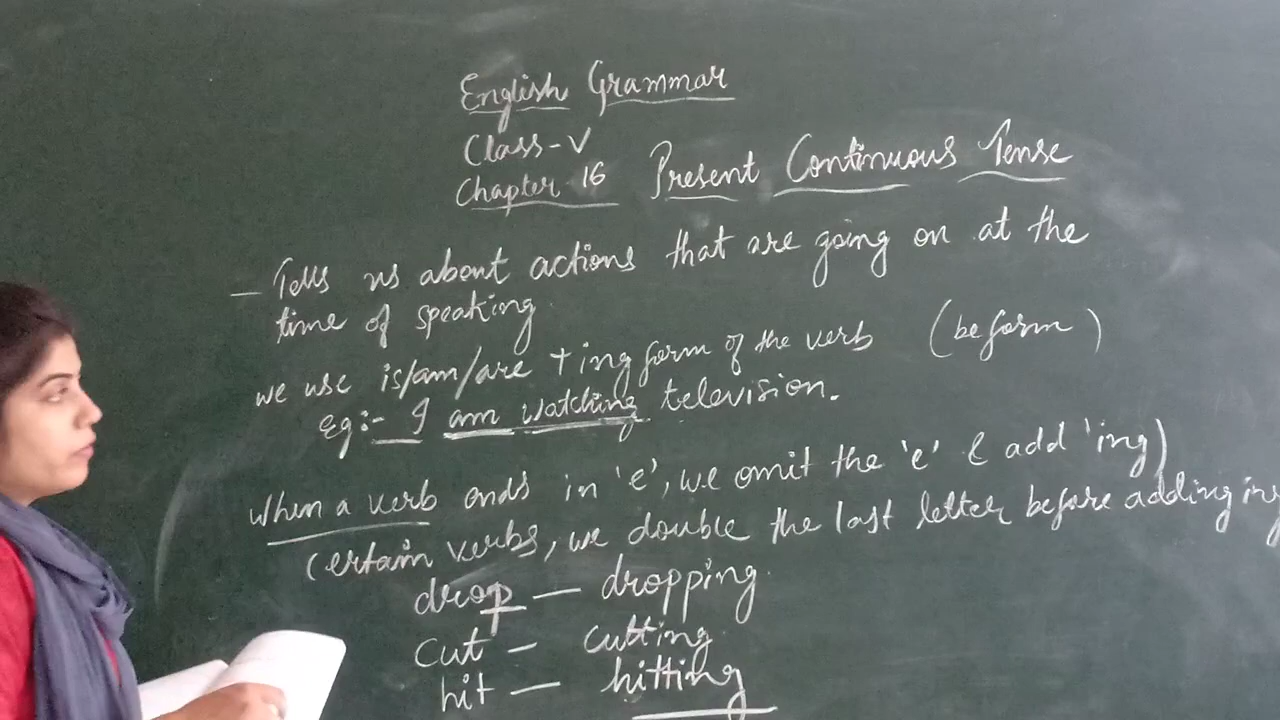 English Grammar
Class-V
Chapter 16 Present Continuous Tense
— Tells us about actions that are going on at the
time of speaking.
we use is/am/are + ing form of the verb (be form)
Eg:- I am watching television.
When a verb ends in 'e', we omit the 'e' & add 'ing)
Certain verbs, we double the last letter before adding ing
drop — dropping.
cut — cutting.
hit — hitting